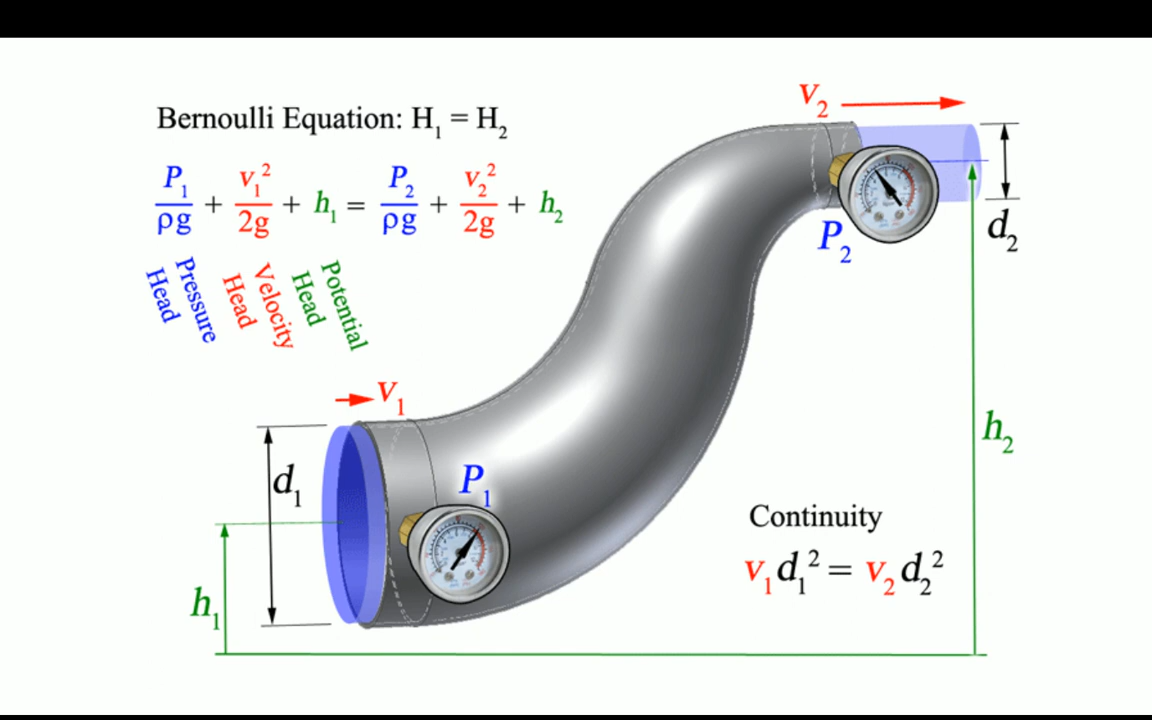 Bernoulli Equation: H₁ = H₂
P₁/ρg + v₁²/2g + h₁ = P₂/ρg + v₂²/2g + h₂
Pressure Head
Velocity Head
Potential Head
v₂
P₂
d₂
v₁
d₁
P₁
h₂
h₁
Continuity
v₁d₁² = v₂d₂²